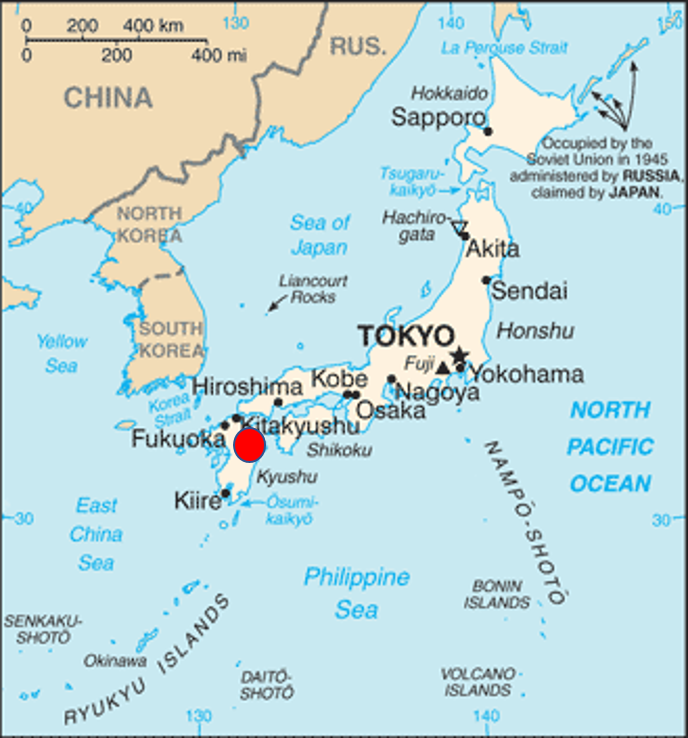 130
140
150
0 200 400 km
0 200 400 mi
RUS.
La Perouse Strait
CHINA
Hokkaido
Sapporo
Occupied by the
Soviet Union in 1945
administered by RUSSIA,
claimed by JAPAN.
Tsugaru-
kaikyō
40
40
NORTH
KOREA
Sea of
Japan
Hachiro-
gata
Akita
Liancourt
Rocks
Sendai
SOUTH
KOREA
Yellow
Sea
TOKYO
Honshu
Fuji
Yokohama
Hiroshima
Kobe
Nagoya
Osaka
Korea
Strait
Kitakyushu
Fukuoka
Shikoku
NORTH
PACIFIC
OCEAN
Kyushu
Kiire
Ōsumi-
kaikyō
East
China
Sea
30
30
NAMPŌ-SHOTŌ
Philippine
Sea
BONIN
ISLANDS
SENKAKU-
SHOTŌ
Okinawa
RYUKYU ISLANDS
DAITŌ-
SHOTŌ
VOLCANO
ISLANDS
130
140